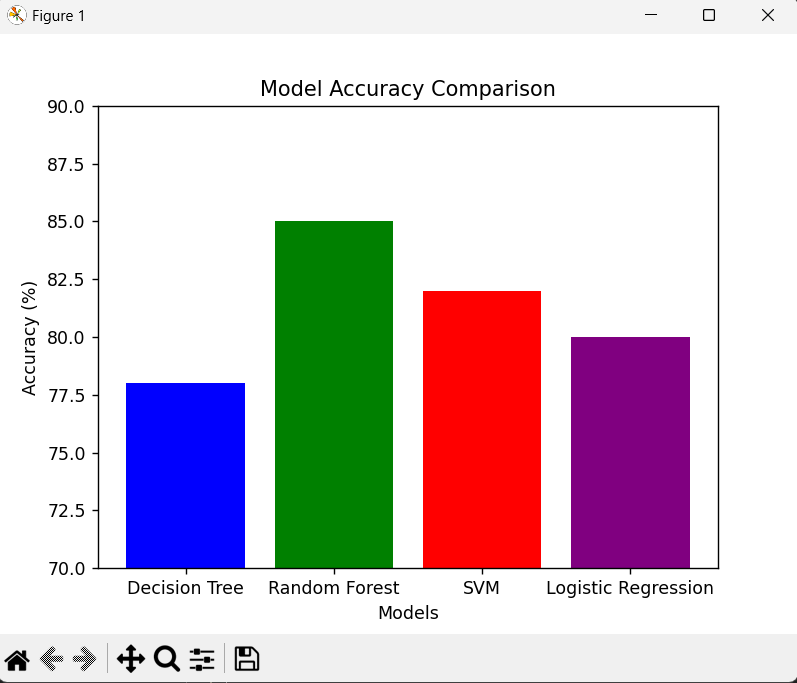 Figure 1
Model Accuracy Comparison
90.0
87.5
85.0
82.5
80.0
77.5
75.0
72.5
70.0
Accuracy (%)
Decision Tree Random Forest SVM Logistic Regression
Models